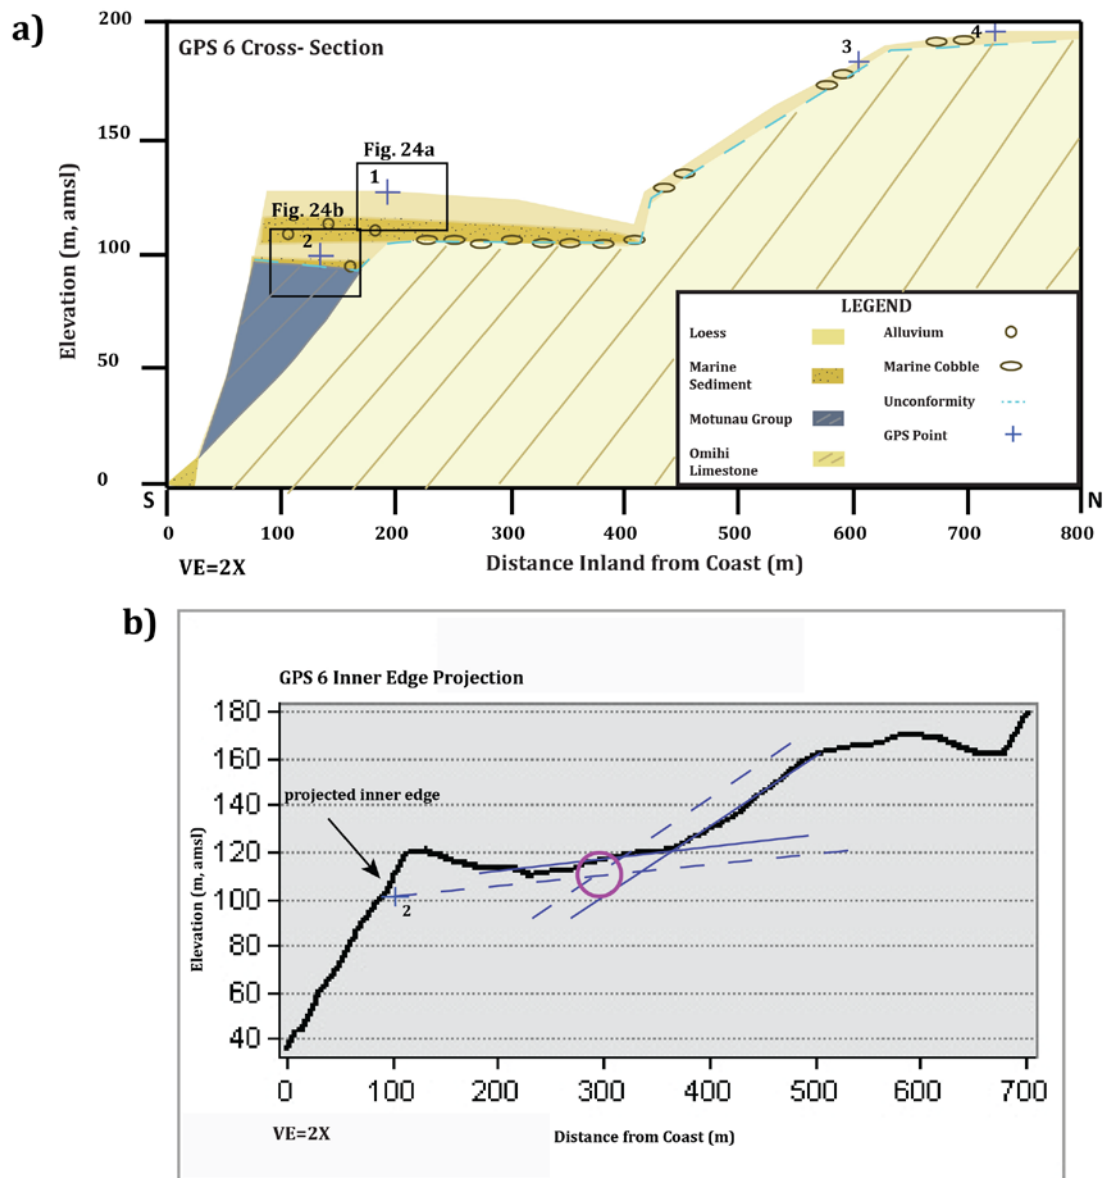 a)
GPS 6 Cross- Section
200
150
100
50
0
Elevation (m, amsl)
Fig. 24a
1
Fig. 24b
2
3
4
LEGEND
Loess
Alluvium
Marine Sediment
Marine Cobble
Motunau Group
Unconformity
Omihi Limestone
GPS Point
S
N
0 100 200 300 400 500 600 700 800
VE=2X
Distance Inland from Coast (m)
b)
GPS 6 Inner Edge Projection
180
160
140
120
100
80
60
40
Elevation (m, amsl)
projected inner edge
2
0 100 200 300 400 500 600 700
VE=2X
Distance from Coast (m)